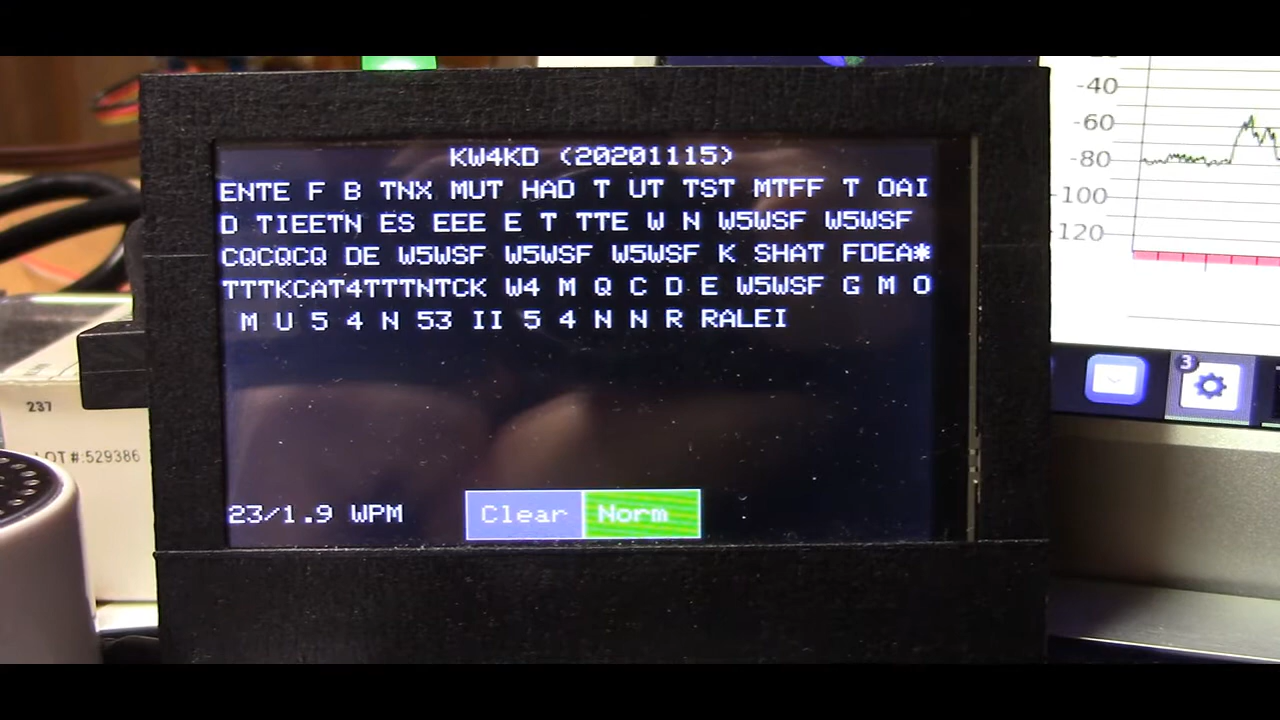 KW4KD (20201115)
ENTE F B TNX MUT HAD T UT TST MTFF T OAI
D TIEETN ES EEE E T TTE W N W5WSF W5WSF
CQCQCQ DE W5WSF W5WSF W5WSF K SHAT FDEA*
TTTKCAT4TTTNTCK W4 M Q C D E W5WSF G M O
M U 5 4 N 53 II 5 4 N N R RALEI
23/1.9 WPM Clear Norm
-40
-60
-80
-100
-120
3
237
LOT #:529386